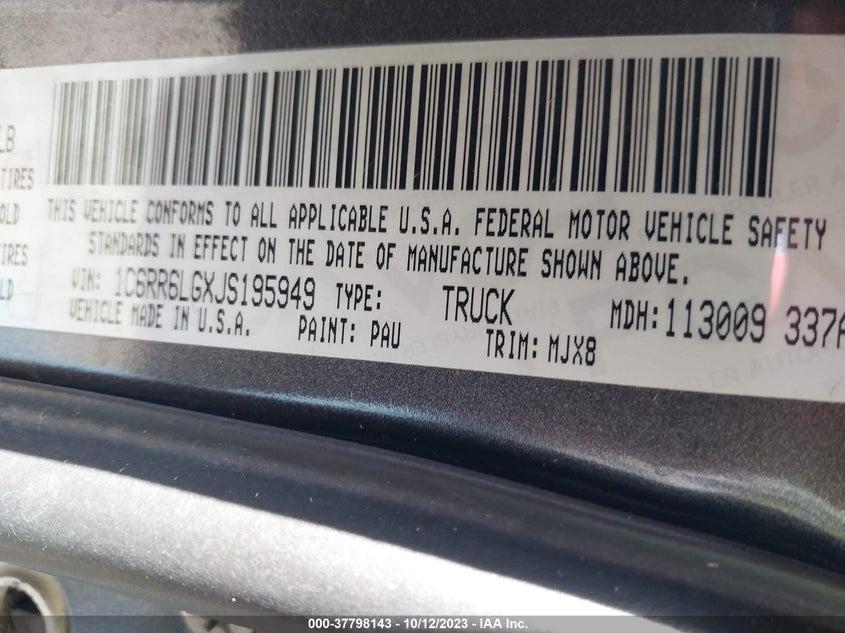 LB
TIRES
OLD
IRES
LD
THIS VEHICLE CONFORMS TO ALL APPLICABLE U.S.A. FEDERAL MOTOR VEHICLE SAFETY
STANDARDS IN EFFECT ON THE DATE OF MANUFACTURE SHOWN ABOVE.
VIN: 1C6RR6LGXJS195949 TYPE: TRUCK MDH: 113009 337A
VEHICLE MADE IN U.S.A. PAINT: PAU TRIM: MJX8
000-37798143 - 10/12/2023 - IAA Inc.